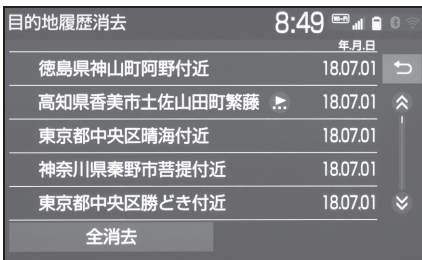 目的地履歴消去 8:49
年.月.日
徳島県神山町阿野付近 18.07.01
高知県香美市土佐山田町繁藤 18.07.01
東京都中央区晴海付近 18.07.01
神奈川県秦野市菩提付近 18.07.01
東京都中央区勝どき付近 18.07.01
全消去